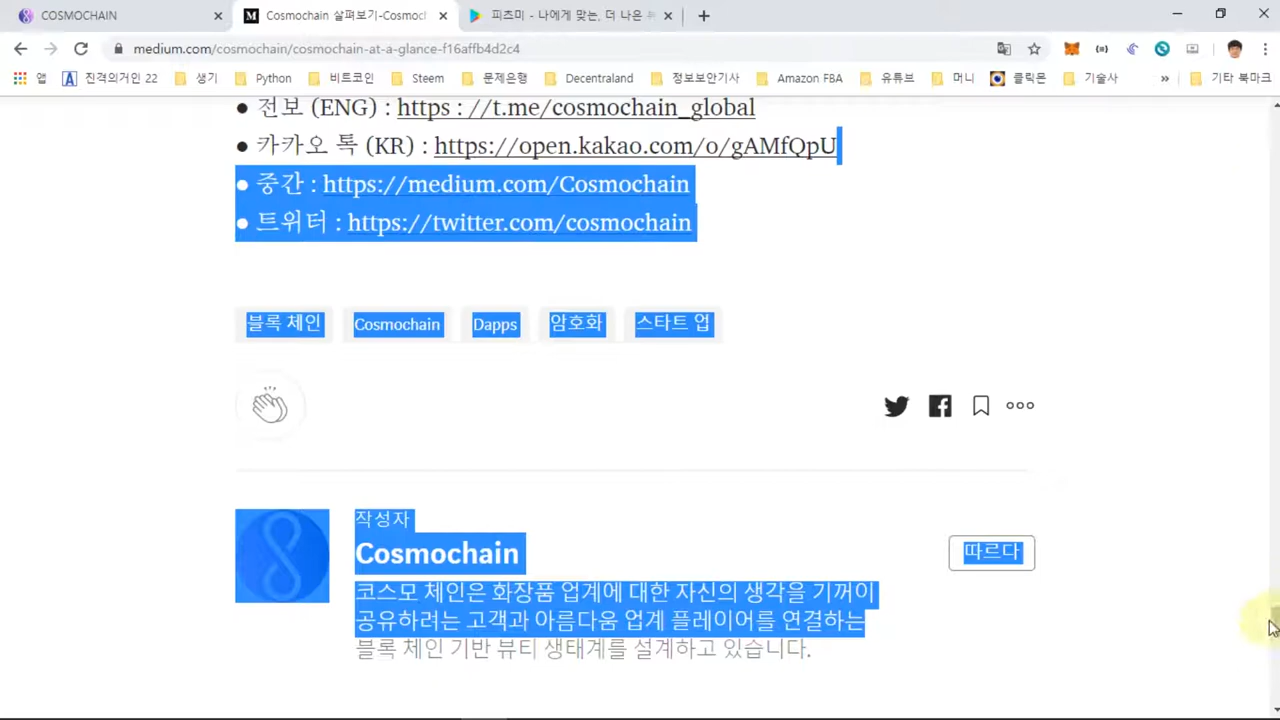 COSMOCHAIN
Cosmochain 살펴보기-Cosmoc
피츠미 - 나에게 맞는, 더 나은
medium.com/cosmochain/cosmochain-at-a-glance-f16affb4d2c4
앱
진격의거인 22
생기
Python
비트코인
Steem
문제은행
Decentraland
정보보안기사
Amazon FBA
유튜브
머니
클릭몬
기술사
»
기타 북마크
● 전보 (ENG) : https : //t.me/cosmochain_global
● 카카오 톡 (KR) : https://open.kakao.com/o/gAMfQpU
● 중간 : https://medium.com/Cosmochain
● 트위터 : https://twitter.com/cosmochain
블록 체인
Cosmochain
Dapps
암호화
스타트 업
작성자
Cosmochain
따르다
코스모 체인은 화장품 업계에 대한 자신의 생각을 기꺼이
공유하려는 고객과 아름다움 업계 플레이어를 연결하는
블록 체인 기반 뷰티 생태계를 설계하고 있습니다.